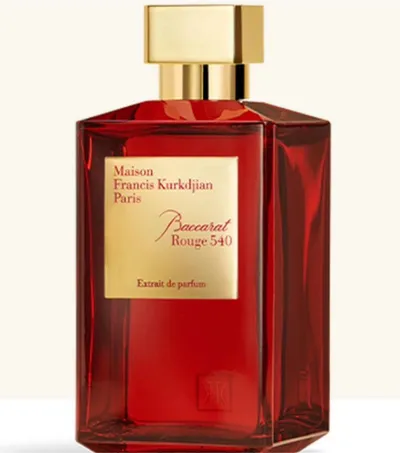 Maison
Francis Kurkdjian
Paris
Baccarat
Rouge 540
Extrait de parfum